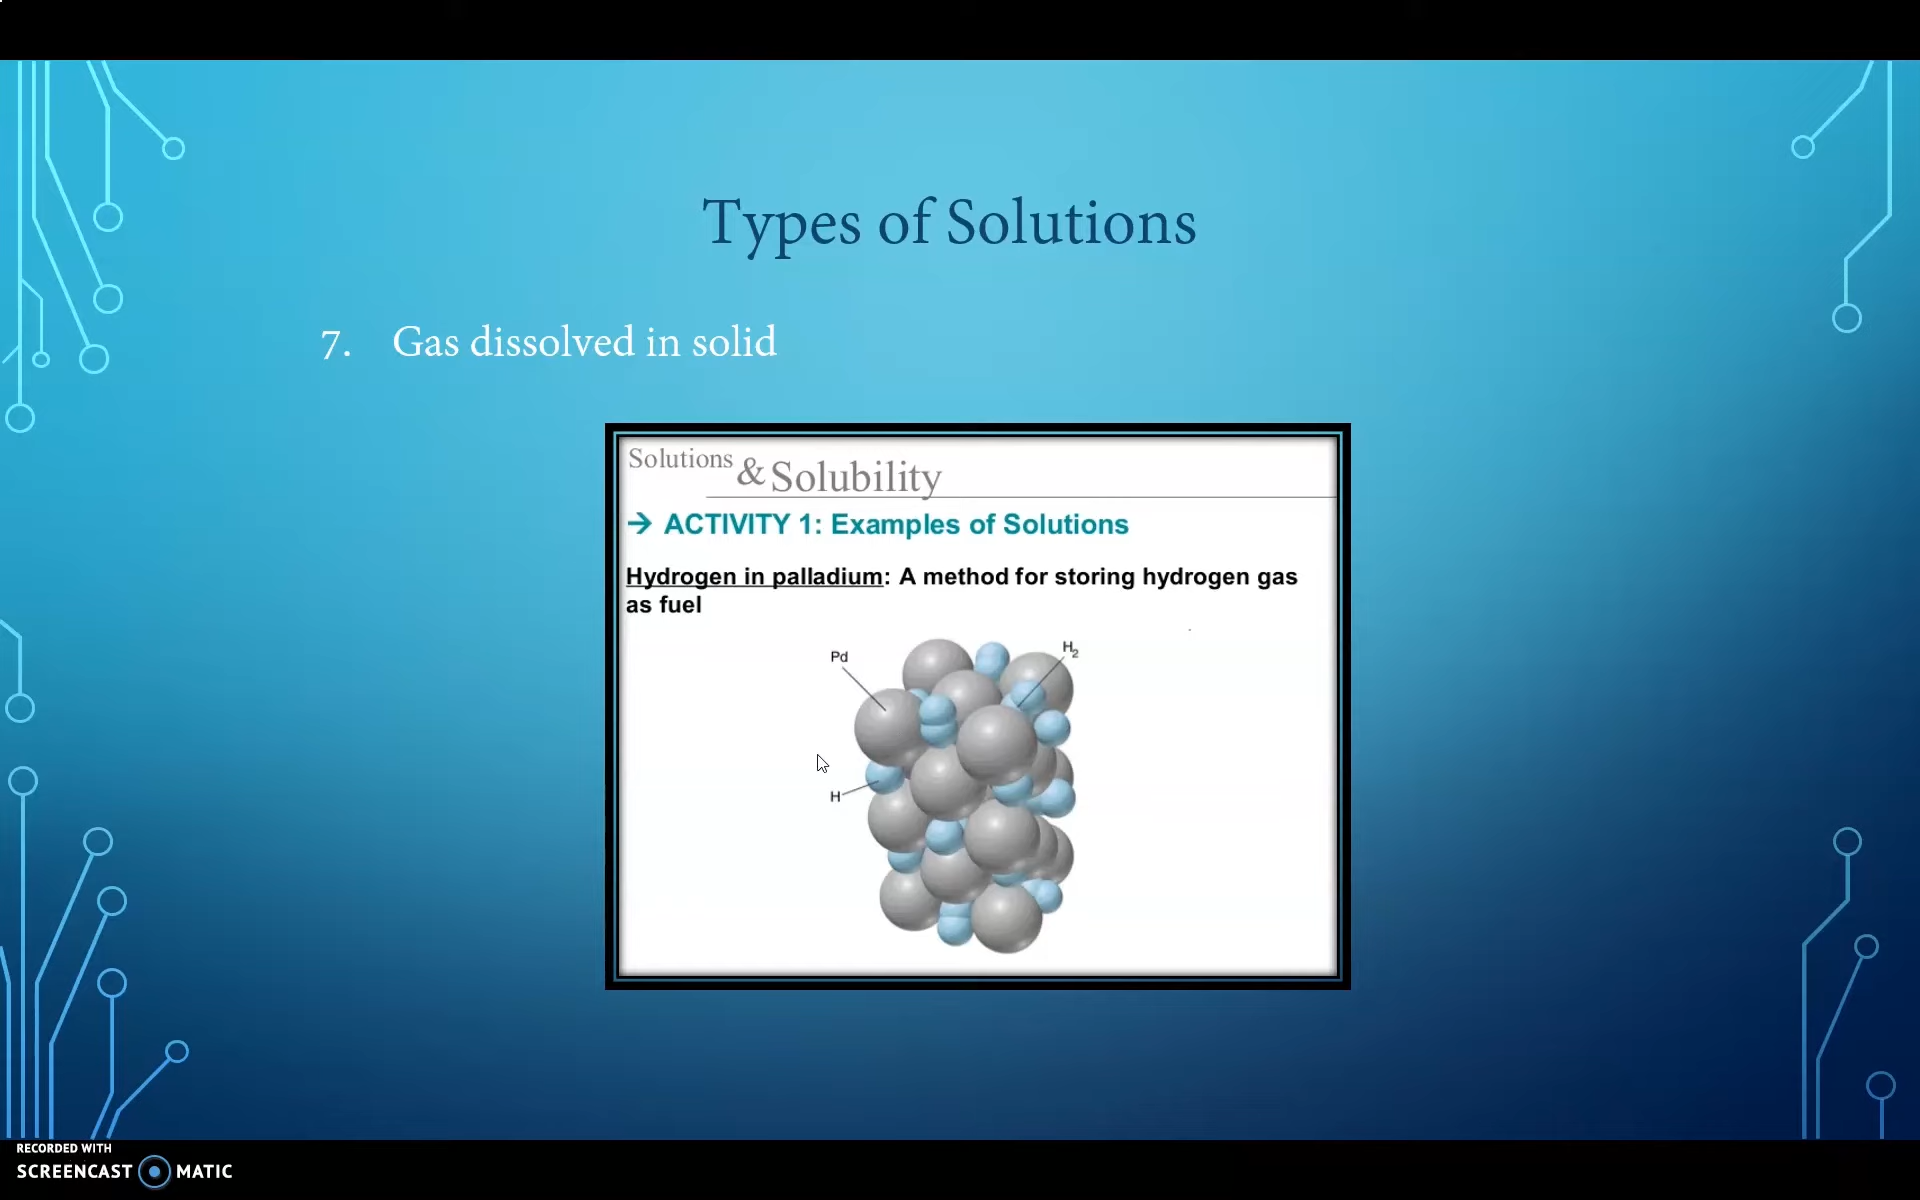 Types of Solutions
7. Gas dissolved in solid
Solutions & Solubility
→ ACTIVITY 1: Examples of Solutions
Hydrogen in palladium: A method for storing hydrogen gas
as fuel
Pd
H₂
H
RECORDED WITH
SCREENCAST MATIC